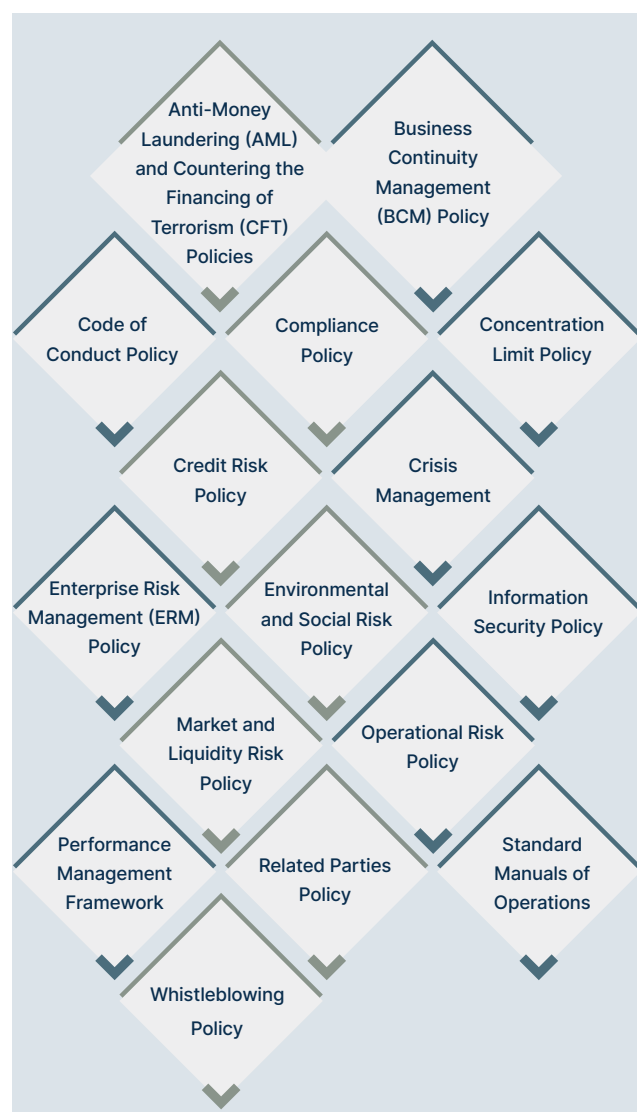 Anti-Money
Laundering (AML)
and Countering the
Financing of
Terrorism (CFT)
Policies
Business
Continuity
Management
(BCM) Policy
Code of
Conduct Policy
Compliance
Policy
Concentration
Limit Policy
Credit Risk
Policy
Crisis
Management
Enterprise Risk
Management (ERM)
Policy
Environmental
and Social Risk
Policy
Information
Security Policy
Market and
Liquidity Risk
Policy
Operational Risk
Policy
Performance
Management
Framework
Related Parties
Policy
Standard
Manuals of
Operations
Whistleblowing
Policy